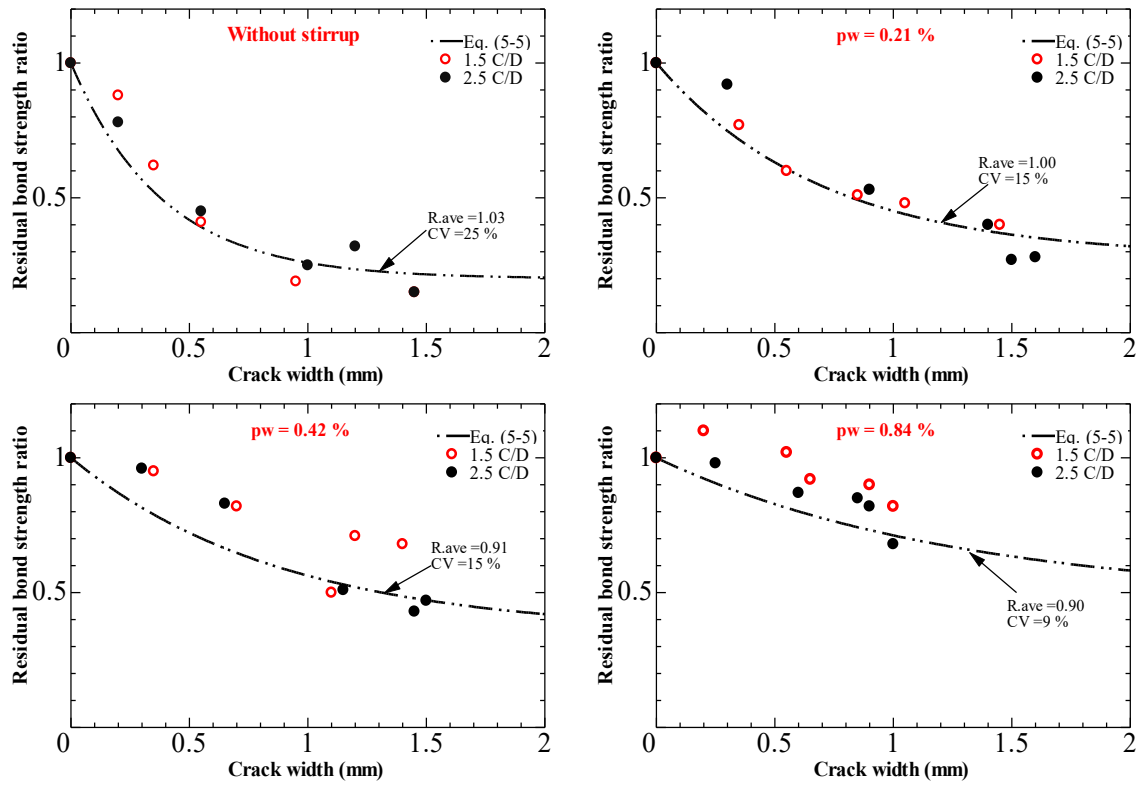 Without stirrup
Eq. (5-5)
1.5 C/D
2.5 C/D
1
0.5
R.ave =1.03
CV =25 %
0 0.5 1 1.5 2
Residual bond strength ratio
Crack width (mm)
pw = 0.21 %
Eq. (5-5)
1.5 C/D
2.5 C/D
1
0.5
R.ave =1.00
CV =15 %
0 0.5 1 1.5 2
Residual bond strength ratio
Crack width (mm)
pw = 0.42 %
Eq. (5-5)
1.5 C/D
2.5 C/D
1
0.5
R.ave =0.91
CV =15 %
0 0.5 1 1.5 2
Residual bond strength ratio
Crack width (mm)
pw = 0.84 %
Eq. (5-5)
1.5 C/D
2.5 C/D
1
0.5
R.ave =0.90
CV =9 %
0 0.5 1 1.5 2
Residual bond strength ratio
Crack width (mm)